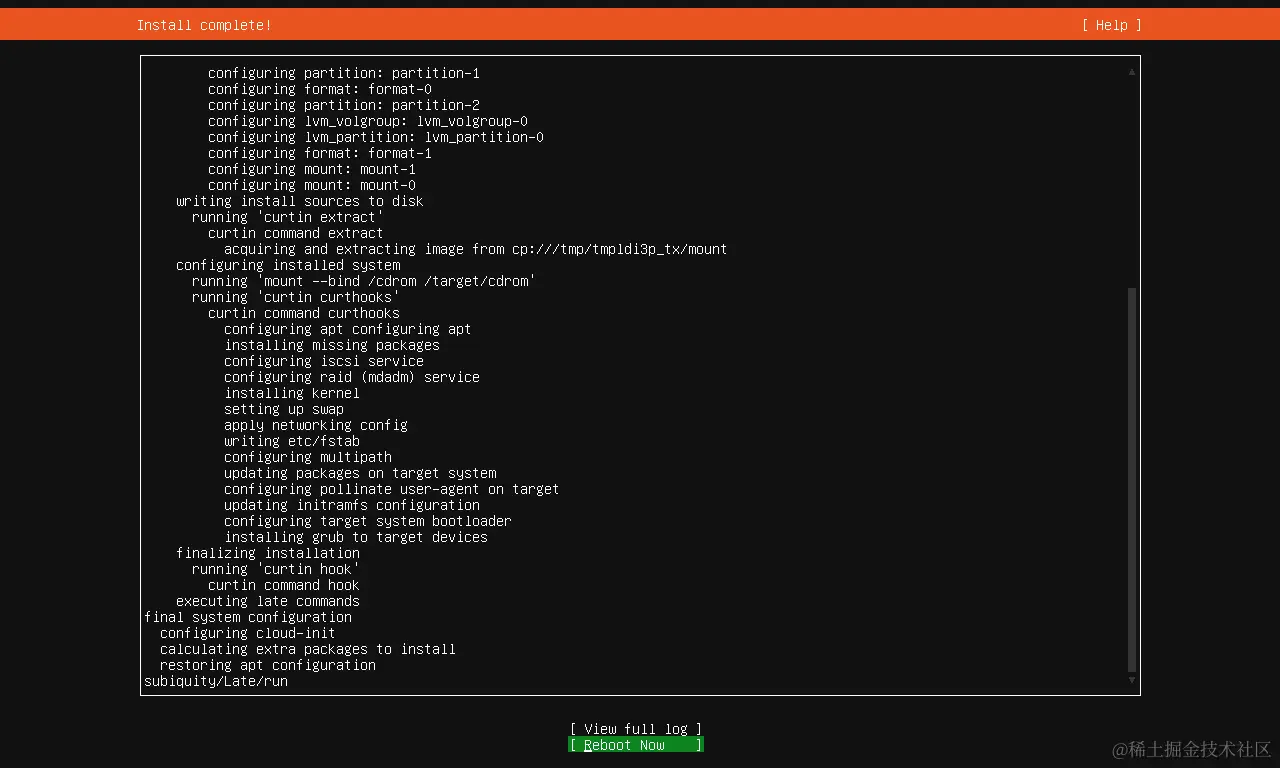 Install complete!
[ Help ]
configuring partition: partition-1
configuring format: format-0
configuring partition: partition-2
configuring lvm_volgroup: lvm_volgroup-0
configuring lvm_partition: lvm_partition-0
configuring format: format-1
configuring mount: mount-1
configuring mount: mount-0
writing install sources to disk
running 'curtin extract'
curtin command extract
acquiring and extracting image from cp:///tmp/tmpldi3p_tx/mount
configuring installed system
running 'mount --bind /cdrom /target/cdrom'
running 'curtin curthooks'
curtin command curthooks
configuring apt configuring apt
installing missing packages
configuring iscsi service
configuring raid (mdadm) service
installing kernel
setting up swap
apply networking config
writing etc/fstab
configuring multipath
updating packages on target system
configuring pollinate user-agent on target
updating initramfs configuration
configuring target system bootloader
installing grub to target devices
finalizing installation
running 'curtin hook'
curtin command hook
executing late commands
final system configuration
configuring cloud-init
calculating extra packages to install
restoring apt configuration
subiquity/Late/run
[ View full log ]
[ Reboot Now ]
@稀土掘金技术社区